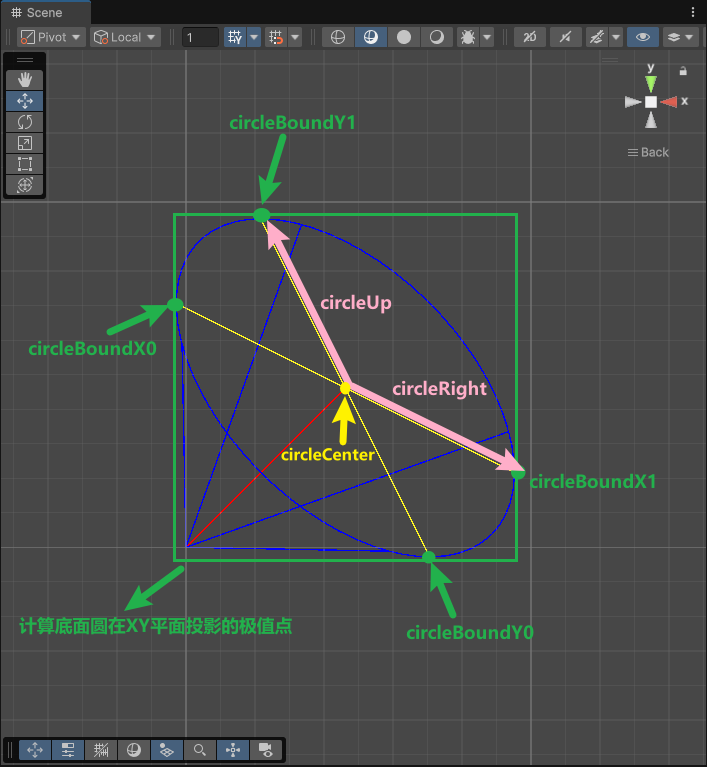 Scene
Pivot
Local
1
2D
y
x
Back
circleBoundY1
circleUp
circleBoundX0
circleRight
circleCenter
circleBoundX1
计算底面圆在XY平面投影的极值点
circleBoundY0